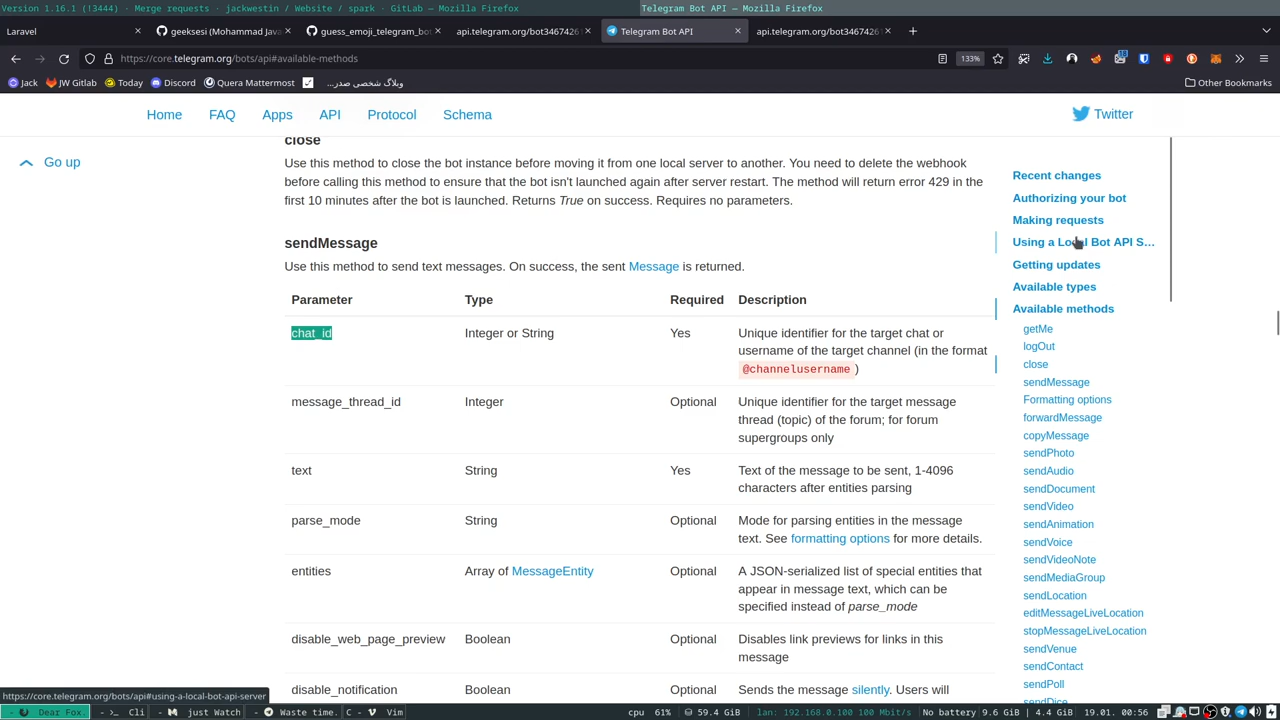 Version 1.16.1 (!3444) · Merge requests · jackwestin / Website / spark · GitLab — Mozilla Firefox
Telegram Bot API — Mozilla Firefox
Laravel
geeksesi (Mohammad Java
guess_emoji_telegram_bo
api.telegram.org/bot3467426
Telegram Bot API
api.telegram.org/bot3467426
https://core.telegram.org/bots/api#available-methods
133%
Jack
JW Gitlab
Today
Discord
Quera Mattermost
وبلاگ شخصی صدر...
Other Bookmarks
Home
FAQ
Apps
API
Protocol
Schema
Twitter
Go up
close
Use this method to close the bot instance before moving it from one local server to another. You need to delete the webhook
before calling this method to ensure that the bot isn't launched again after server restart. The method will return error 429 in the
first 10 minutes after the bot is launched. Returns True on success. Requires no parameters.
sendMessage
Use this method to send text messages. On success, the sent Message is returned.
Parameter Type Required Description
chat_id Integer or String Yes Unique identifier for the target chat or
username of the target channel (in the format
@channelusername )
message_thread_id Integer Optional Unique identifier for the target message
thread (topic) of the forum; for forum
supergroups only
text String Yes Text of the message to be sent, 1-4096
characters after entities parsing
parse_mode String Optional Mode for parsing entities in the message
text. See formatting options for more details.
entities Array of MessageEntity Optional A JSON-serialized list of special entities that
appear in message text, which can be
specified instead of parse_mode
disable_web_page_preview Boolean Optional Disables link previews for links in this
message
disable_notification Boolean Optional Sends the message silently. Users will
Recent changes
Authorizing your bot
Making requests
Using a Local Bot API S...
Getting updates
Available types
Available methods
getMe
logOut
close
sendMessage
Formatting options
forwardMessage
copyMessage
sendPhoto
sendAudio
sendDocument
sendVideo
sendAnimation
sendVoice
sendVideoNote
sendMediaGroup
sendLocation
editMessageLiveLocation
stopMessageLiveLocation
sendVenue
sendContact
sendPoll
sendDice
https://core.telegram.org/bots/api#using-a-local-bot-api-server
Dear Fox. Cli just Watch Waste time. C - Vim
cpu 61% 59.4 GiB lan: 192.168.0.100 100 Mbit/s No battery 9.6 GiB | 4.4 GiB 19.01. 00:56